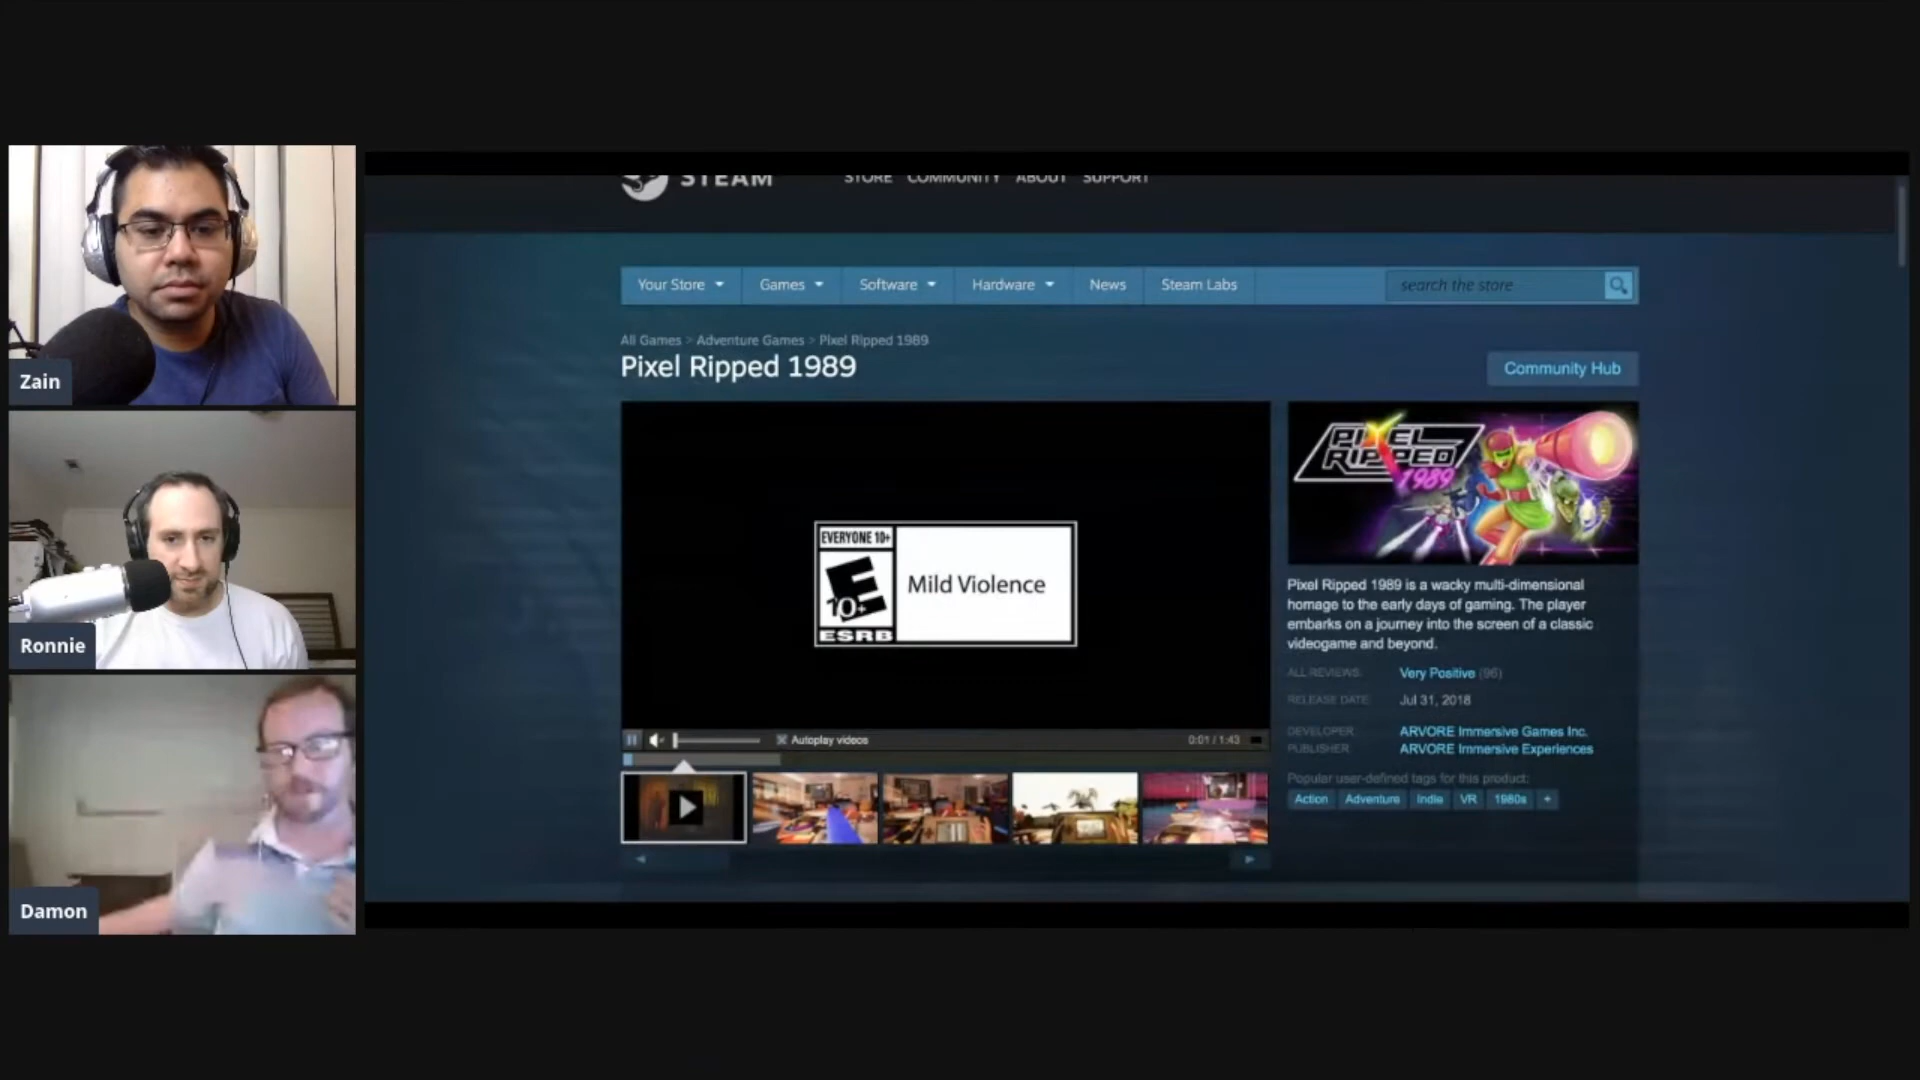 Zain
Ronnie
Damon
STEAM
STORE COMMUNITY ABOUT SUPPORT
Your Store Games Software Hardware News Steam Labs
search the store
All Games > Adventure Games > Pixel Ripped 1989
Pixel Ripped 1989
Community Hub
EVERYONE 10+
E
10+
ESRB
Mild Violence
Autoplay videos
0:01 / 1:43
PIXEL
RIPPED
1989
Pixel Ripped 1989 is a wacky multi-dimensional
homage to the early days of gaming. The player
embarks on a journey into the screen of a classic
videogame and beyond.
ALL REVIEWS: Very Positive (96)
RELEASE DATE: Jul 31, 2018
DEVELOPER: ARVORE Immersive Games Inc.
PUBLISHER: ARVORE Immersive Experiences
Popular user-defined tags for this product:
Action Adventure Indie VR 1980s +